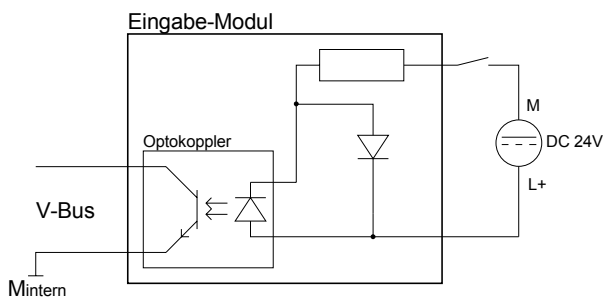 Eingabe-Modul
M
Optokoppler
DC 24V
L+
V-Bus
Mintern